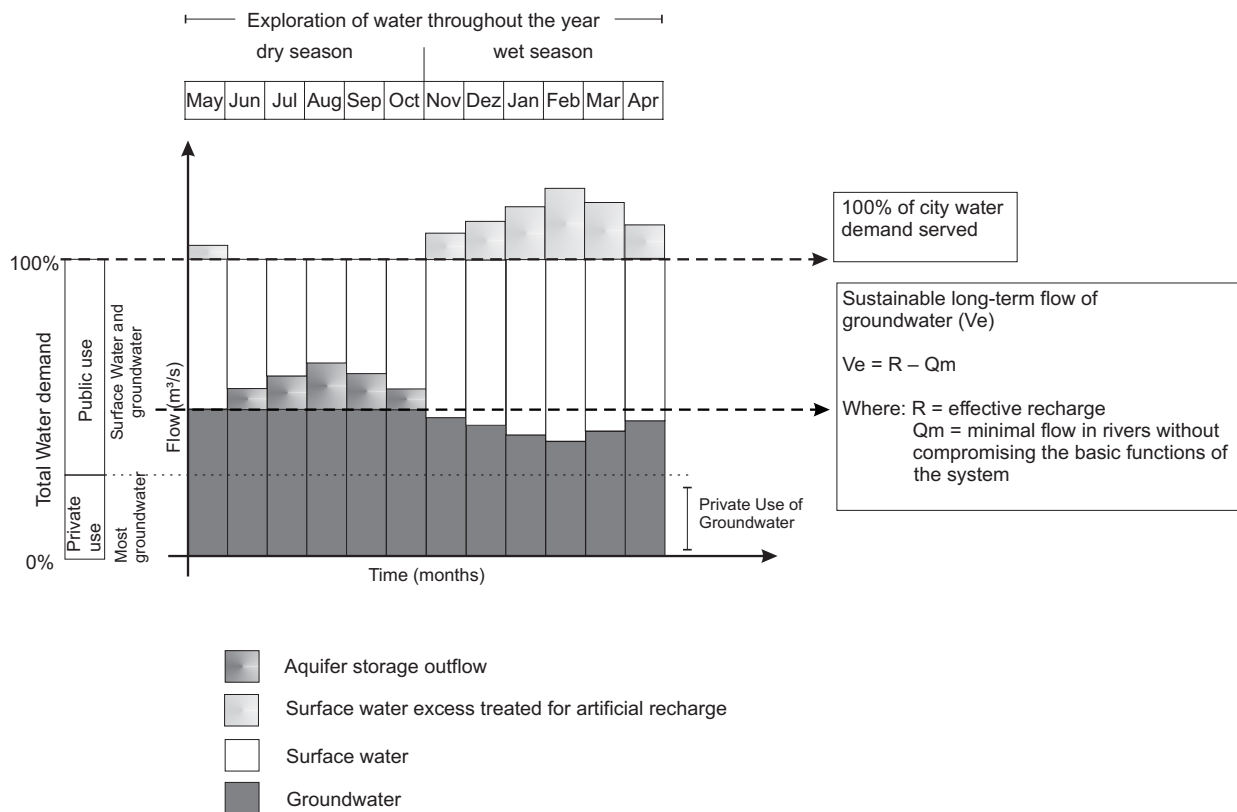 Exploration of water throughout the year
dry season
wet season
May Jun Jul Aug Sep Oct Nov Dez Jan Feb Mar Apr
100% of city water
demand served
100%
Total Water demand
Public use
Surface Water and
groundwater
Flow (m³/s)
Sustainable long-term flow of
groundwater (Ve)
Ve = R – Qm
Where: R = effective recharge
Qm = minimal flow in rivers without
compromising the basic functions of
the system
Private
use
Most
groundwater
Private Use of
Groundwater
0%
Time (months)
Aquifer storage outflow
Surface water excess treated for artificial recharge
Surface water
Groundwater